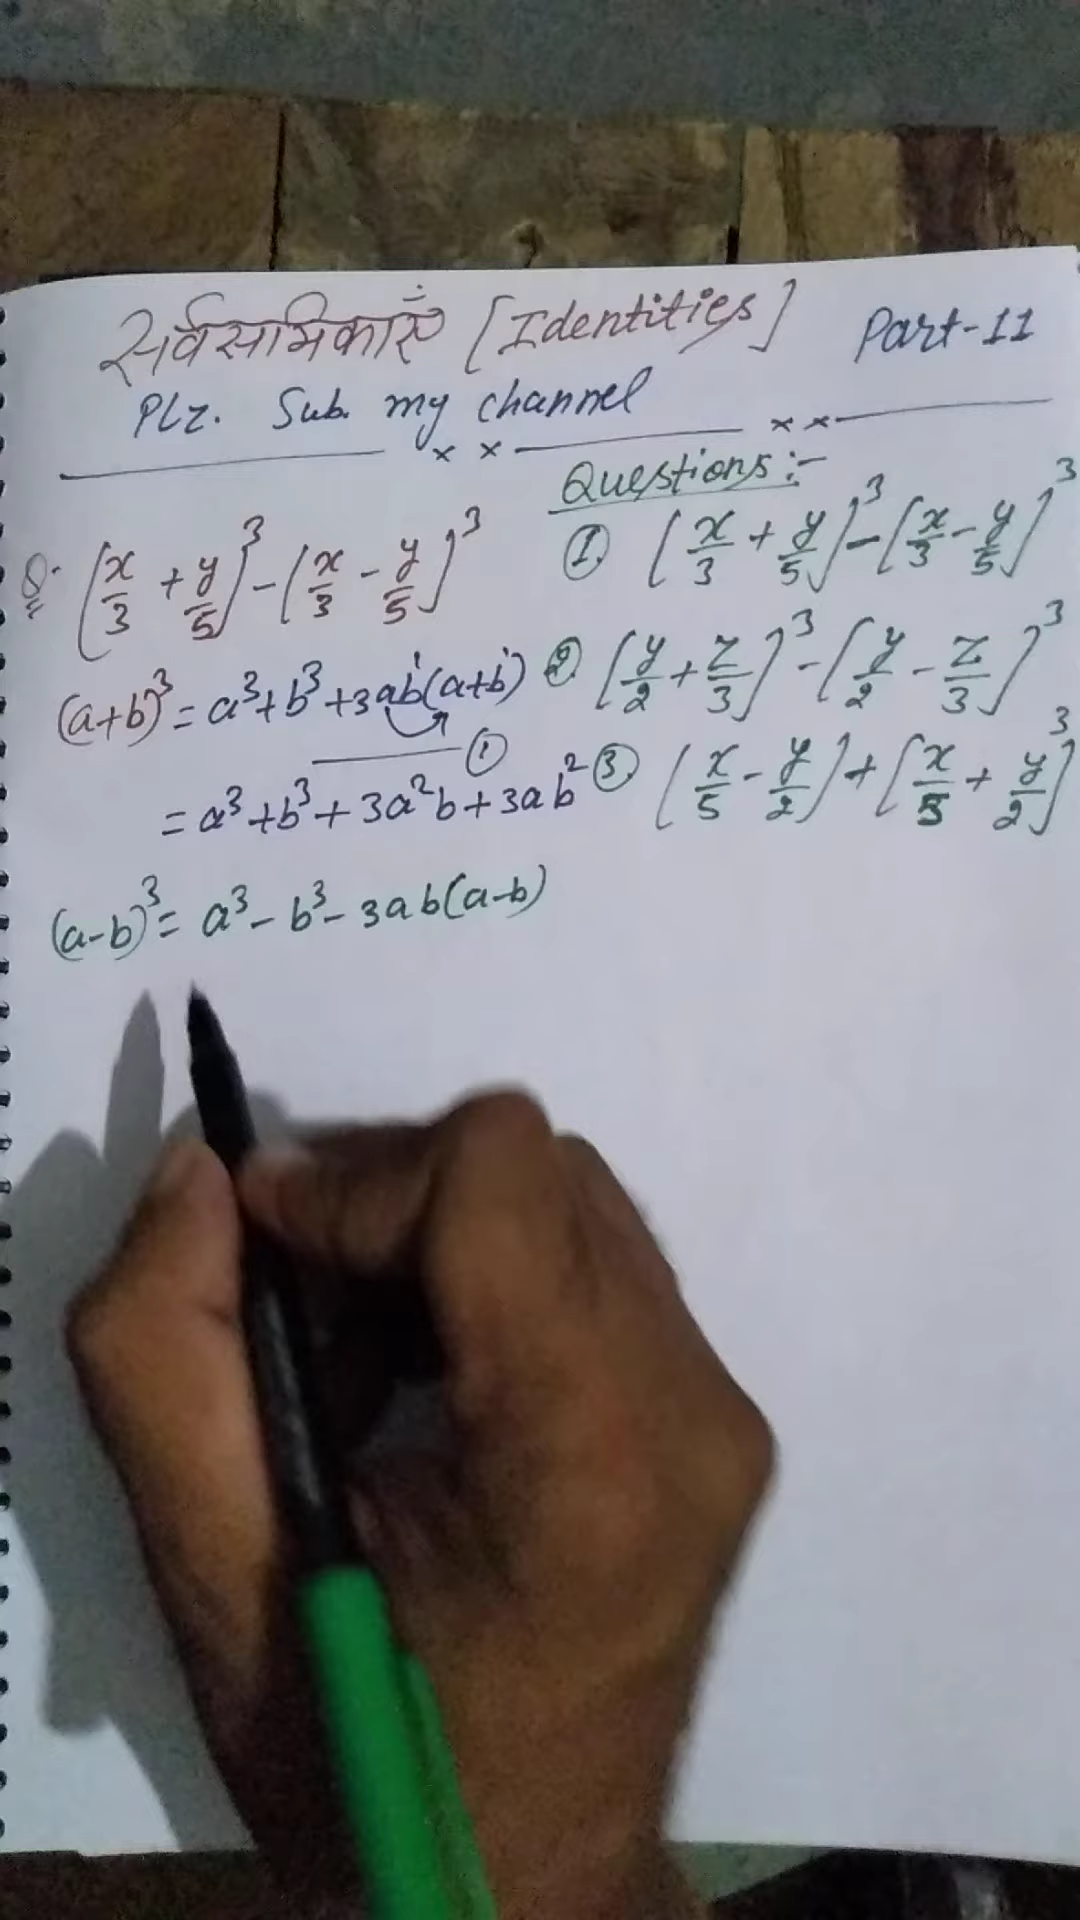 सर्वसामिकाएँ [Identities] Part-11
Plz. Sub. my channel
× × ××
Questions:-
Q. [x/3 + y/5]³ - [x/3 - y/5]³
(a+b)³ = a³+b³+3ab(a+b)
①
= a³+b³+3a²b+3ab²
(a-b)³ = a³-b³-3ab(a-b)
① [x/3 + y/5]³ - [x/3 - y/5]³
② [y/2 + z/3]³ - [y/2 - z/3]³
③ [x/5 - y/2] + [x/5 + y/2]³